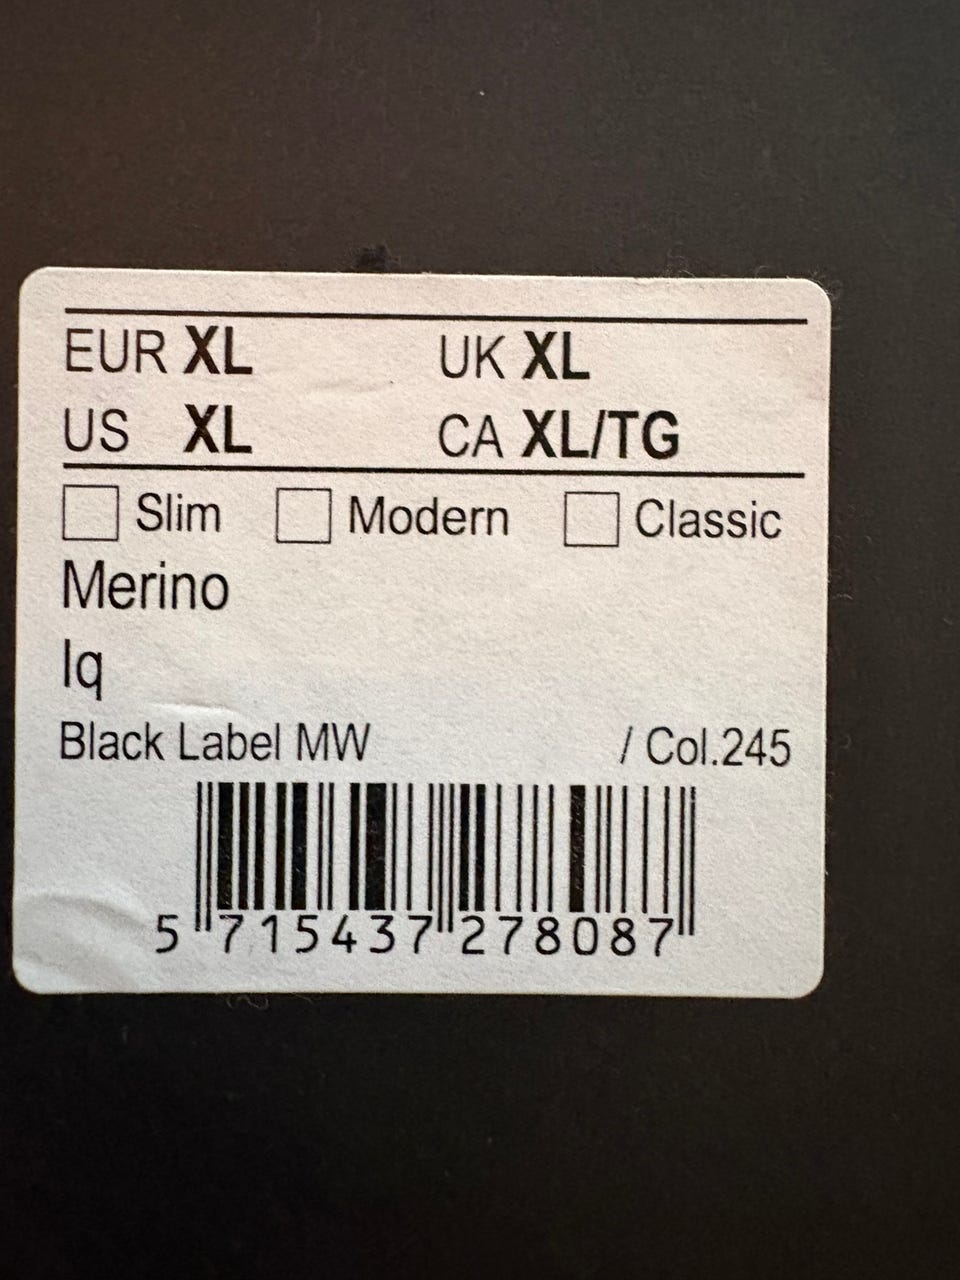 EUR XL UK XL
US XL CA XL/TG
Slim Modern Classic
Merino
Iq
Black Label MW / Col.245
5 715437 278087